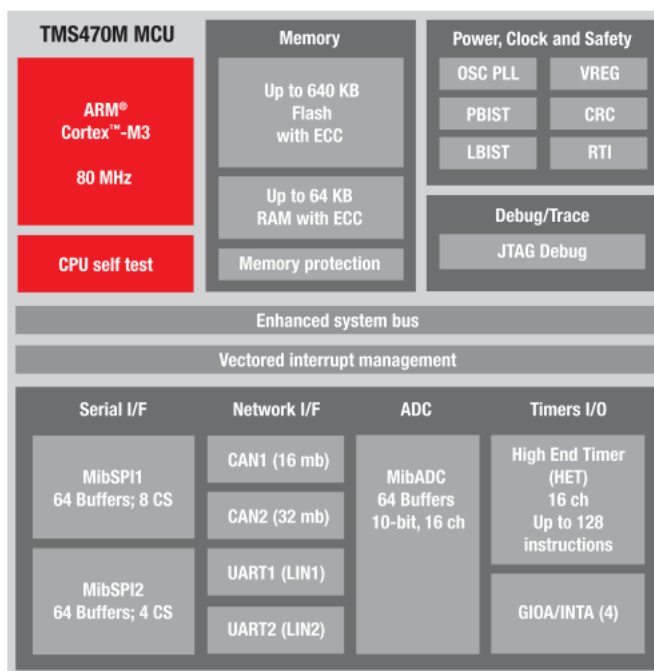 TMS470M MCU
ARM®
Cortex™-M3
80 MHz
CPU self test
Memory
Up to 640 KB
Flash
with ECC
Up to 64 KB
RAM with ECC
Memory protection
Power, Clock and Safety
OSC PLL
VREG
PBIST
CRC
LBIST
RTI
Debug/Trace
JTAG Debug
Enhanced system bus
Vectored interrupt management
Serial I/F
MibSPI1
64 Buffers; 8 CS
MibSPI2
64 Buffers; 4 CS
Network I/F
CAN1 (16 mb)
CAN2 (32 mb)
UART1 (LIN1)
UART2 (LIN2)
ADC
MibADC
64 Buffers
10-bit, 16 ch
Timers I/O
High End Timer
(HET)
16 ch
Up to 128
instructions
GIOA/INTA (4)